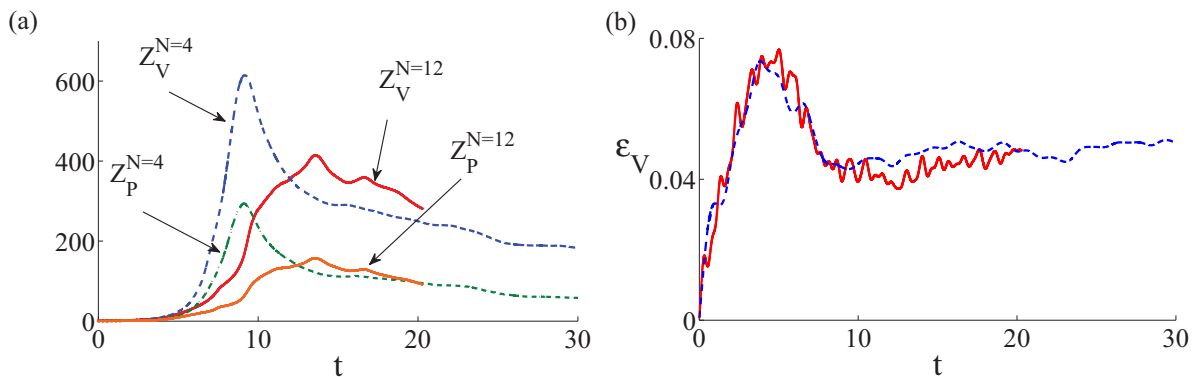 (a)
600
400
200
0
0 10 20 30
t
Z_V^{N=4}
Z_P^{N=4}
Z_V^{N=12}
Z_P^{N=12}
(b)
0.08
0.04
0
ε_V
0 10 20 30
t